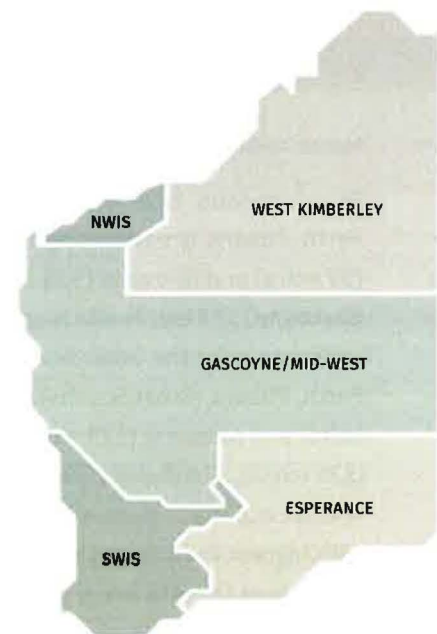 WEST KIMBERLEY
NWIS
GASCOYNE/MID-WEST
ESPERANCE
SWIS